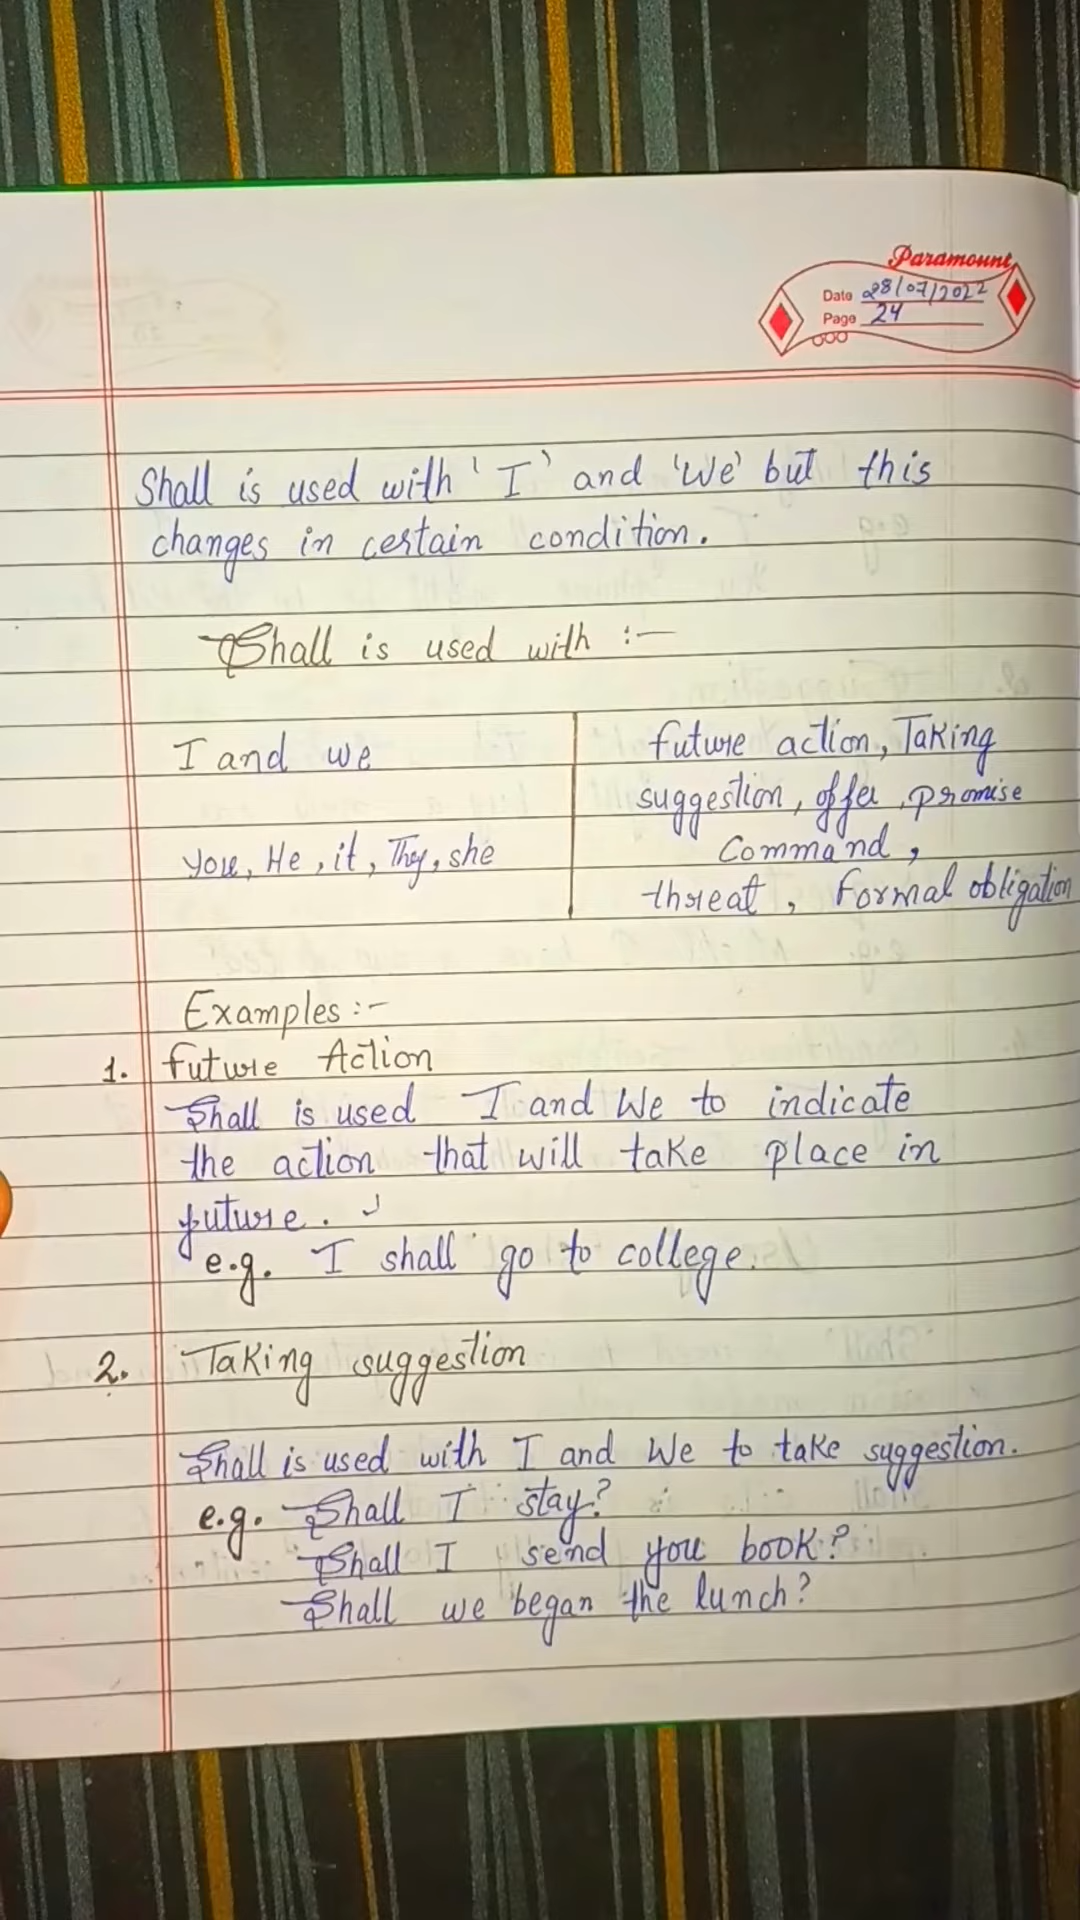 Paramount
Date 28/07/2022
Page 24
Shall is used with 'I' and 'We' but this
changes in certain condition.
Shall is used with :-
I and we
future action, Taking
suggestion, offer, promise
you, He, it, They, she
Command,
threat, Formal obligation
Examples :-
1. future Action
Shall is used I and We to indicate
the action that will take place in
future.
e.g. I shall go to college.
2. Taking suggestion
Shall is used with I and We to take suggestion.
e.g. Shall I stay?
Shall I send you book?
Shall we began the lunch?